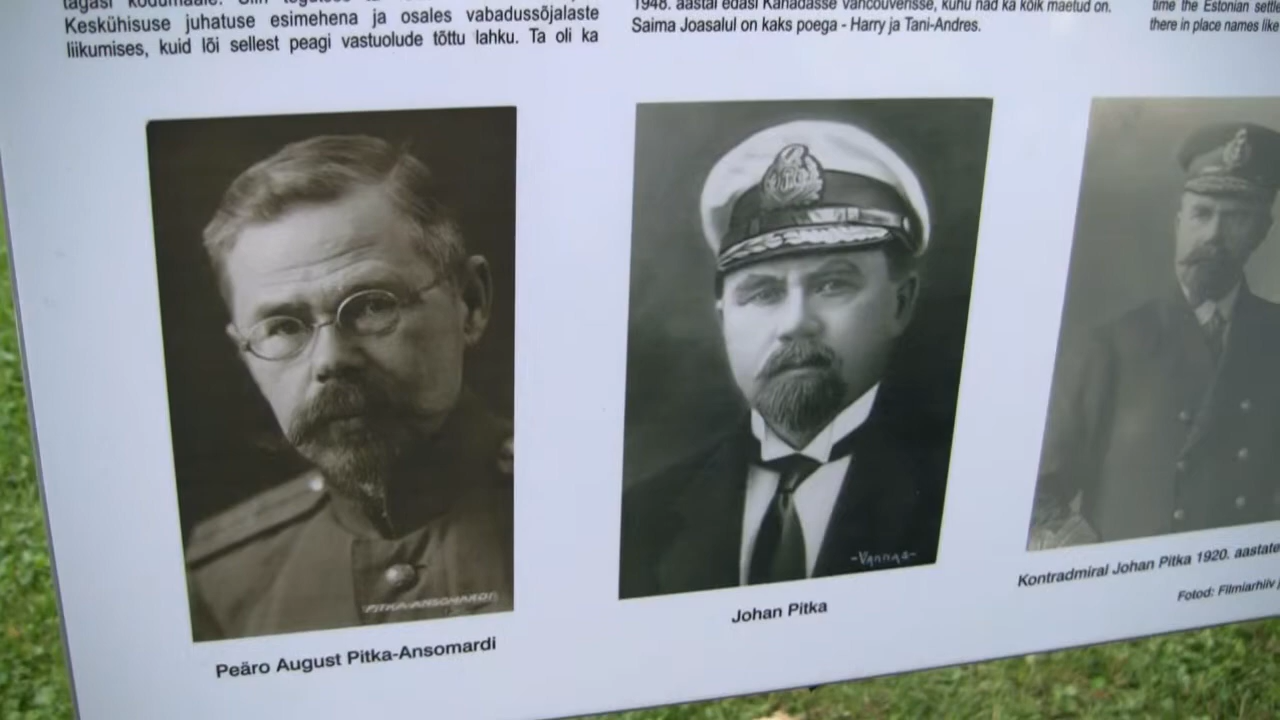 tagasi kodumaale.
Keskühisuse juhatuse esimehena ja osales vabadussõjalaste
liikumises, kuid lõi sellest peagi vastuolude tõttu lahku. Ta oli ka
1948. aastal edasi Kanadasse Vancouverisse, kuhu nad ka kõik maetud on.
Saima Joasalul on kaks poega - Harry ja Tani-Andres.
time the Estonian settle
there in place names like
PITKA-ANSOMARDI
Peäro August Pitka-Ansomardi
-VANNAS-
Johan Pitka
Kontradmiral Johan Pitka 1920. aastate
Fotod: Filmiarhiiv